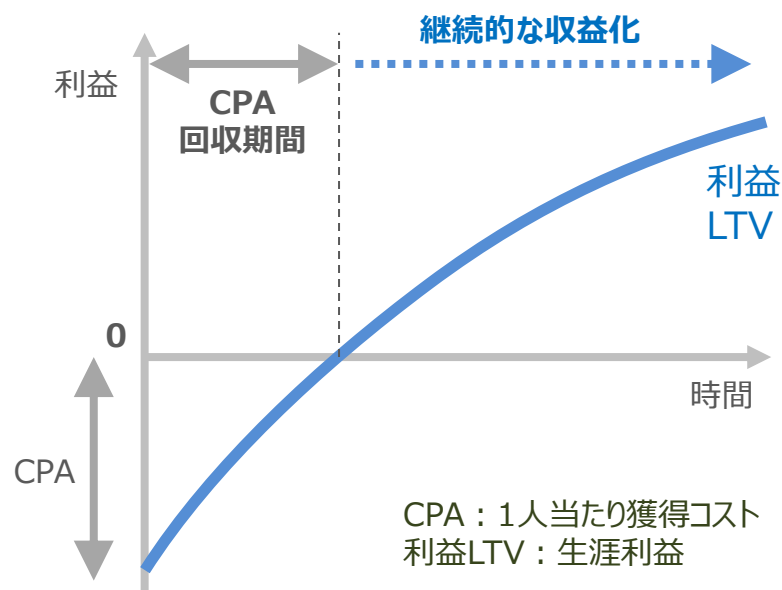 継続的な収益化
利益
CPA
回収期間
利益
LTV
0
時間
CPA
CPA：1人当たり獲得コスト
利益LTV：生涯利益